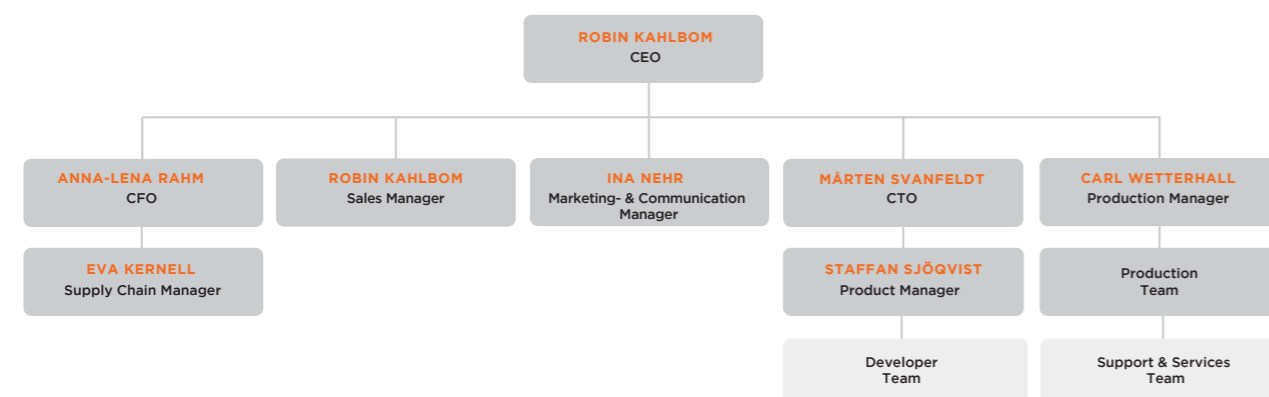 ROBIN KAHLBOM
CEO
ANNA-LENA RAHM
CFO
ROBIN KAHLBOM
Sales Manager
INA NEHR
Marketing- & Communication
Manager
MÅRTEN SVANFELDT
CTO
CARL WETTERHALL
Production Manager
EVA KERNELL
Supply Chain Manager
STAFFAN SJÖQVIST
Product Manager
Production
Team
Developer
Team
Support & Services
Team